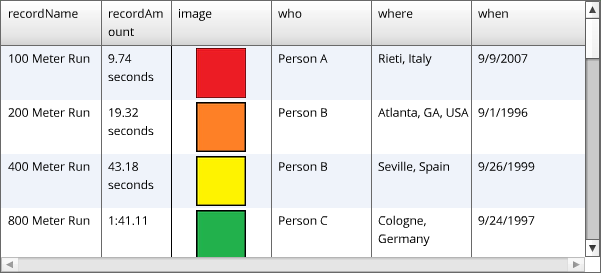 recordName recordAm image who where when
ount
100 Meter Run 9.74 Person A Rieti, Italy 9/9/2007
seconds
200 Meter Run 19.32 Person B Atlanta, GA, USA 9/1/1996
seconds
400 Meter Run 43.18 Person B Seville, Spain 9/26/1999
seconds
800 Meter Run 1:41.11 Person C Cologne, 9/24/1997
Germany